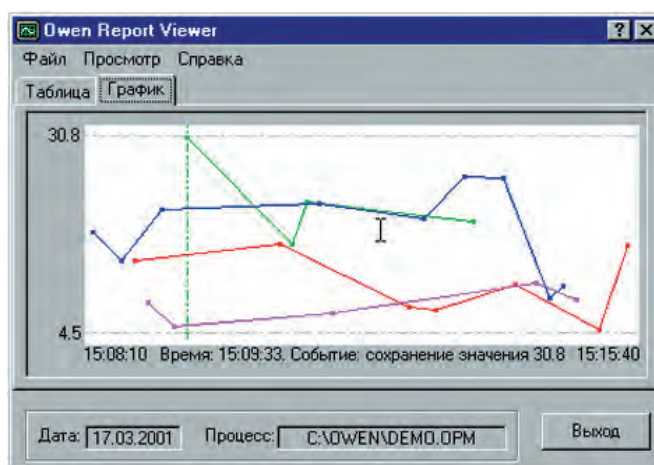 Owen Report Viewer
Файл Просмотр Справка
Таблица График
30.8
4.5
15:08:10 Время: 15:09:33. Событие: сохранение значения 30.8 15:15:40
Дата: 17.03.2001 Процесс: C:\OWEN\DEMO.OPM Выход